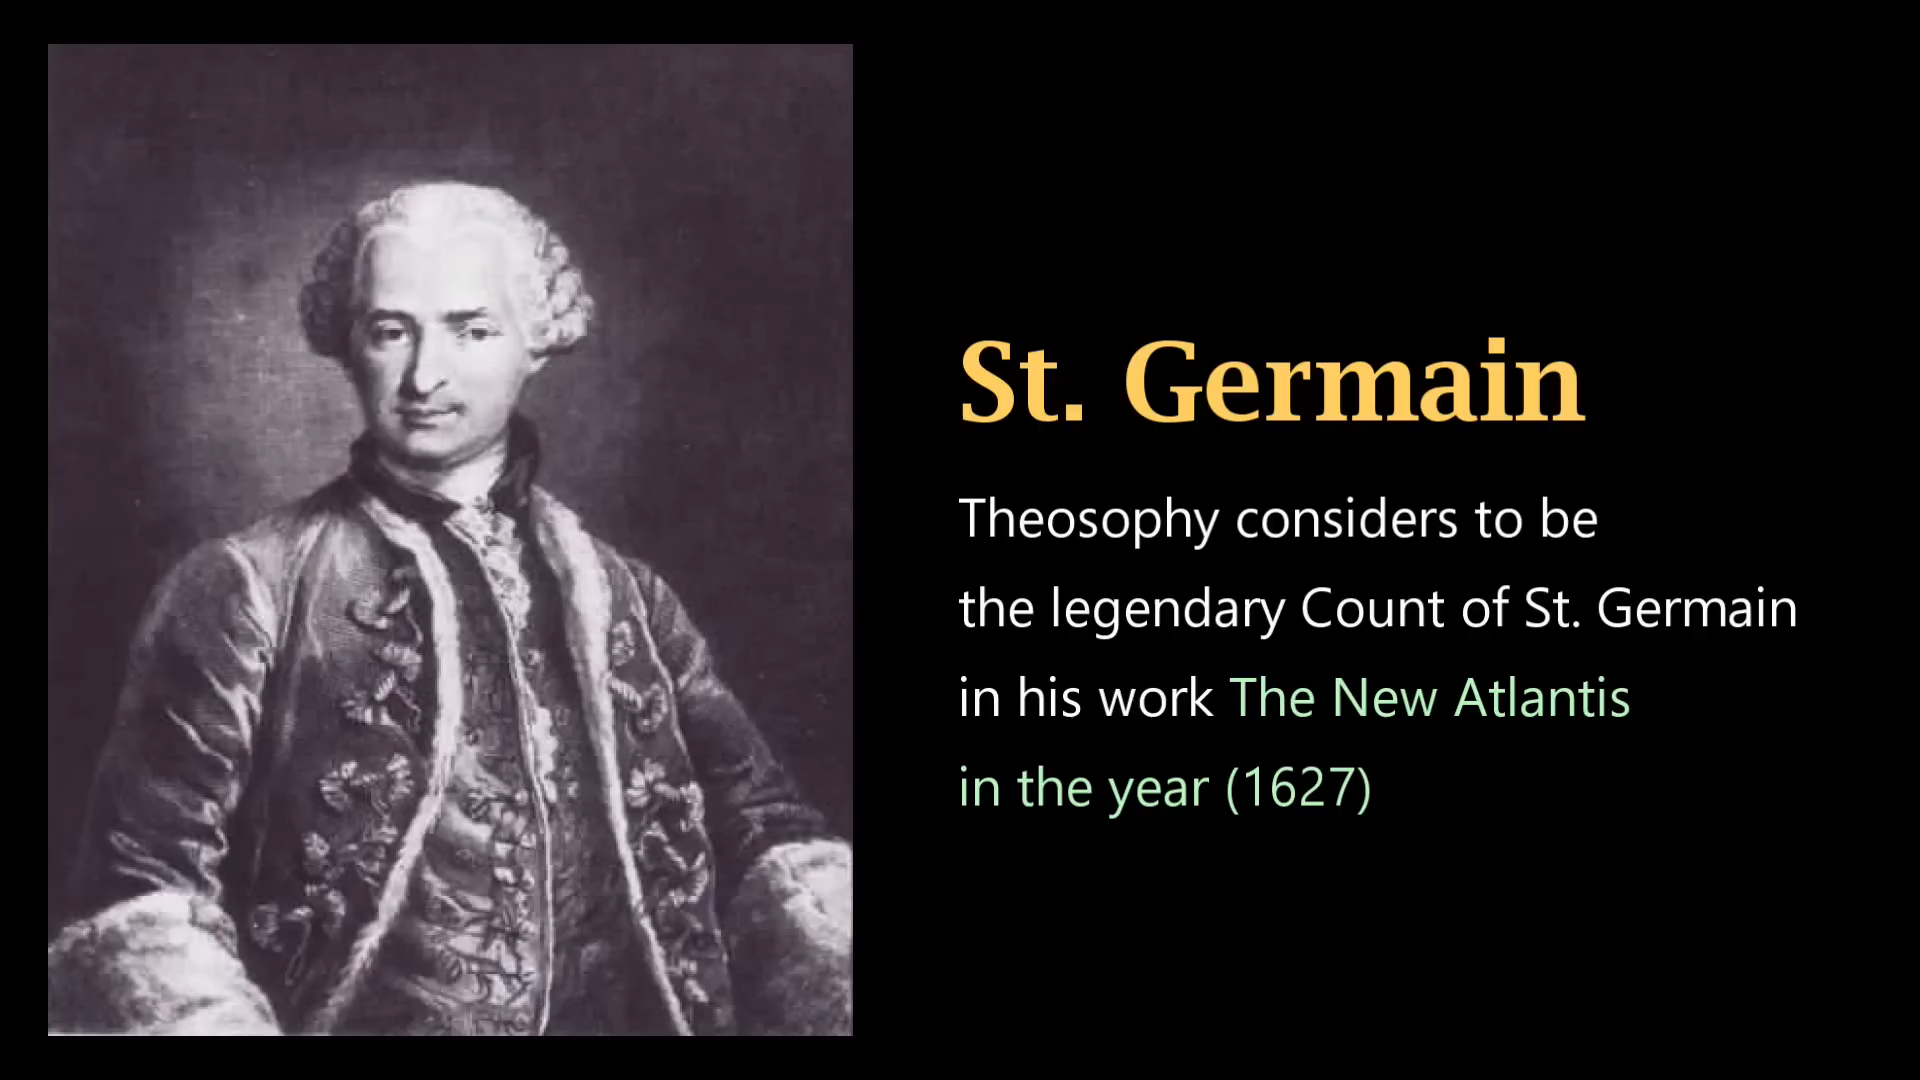 St. Germain
Theosophy considers to be
the legendary Count of St. Germain
in his work The New Atlantis
in the year (1627)